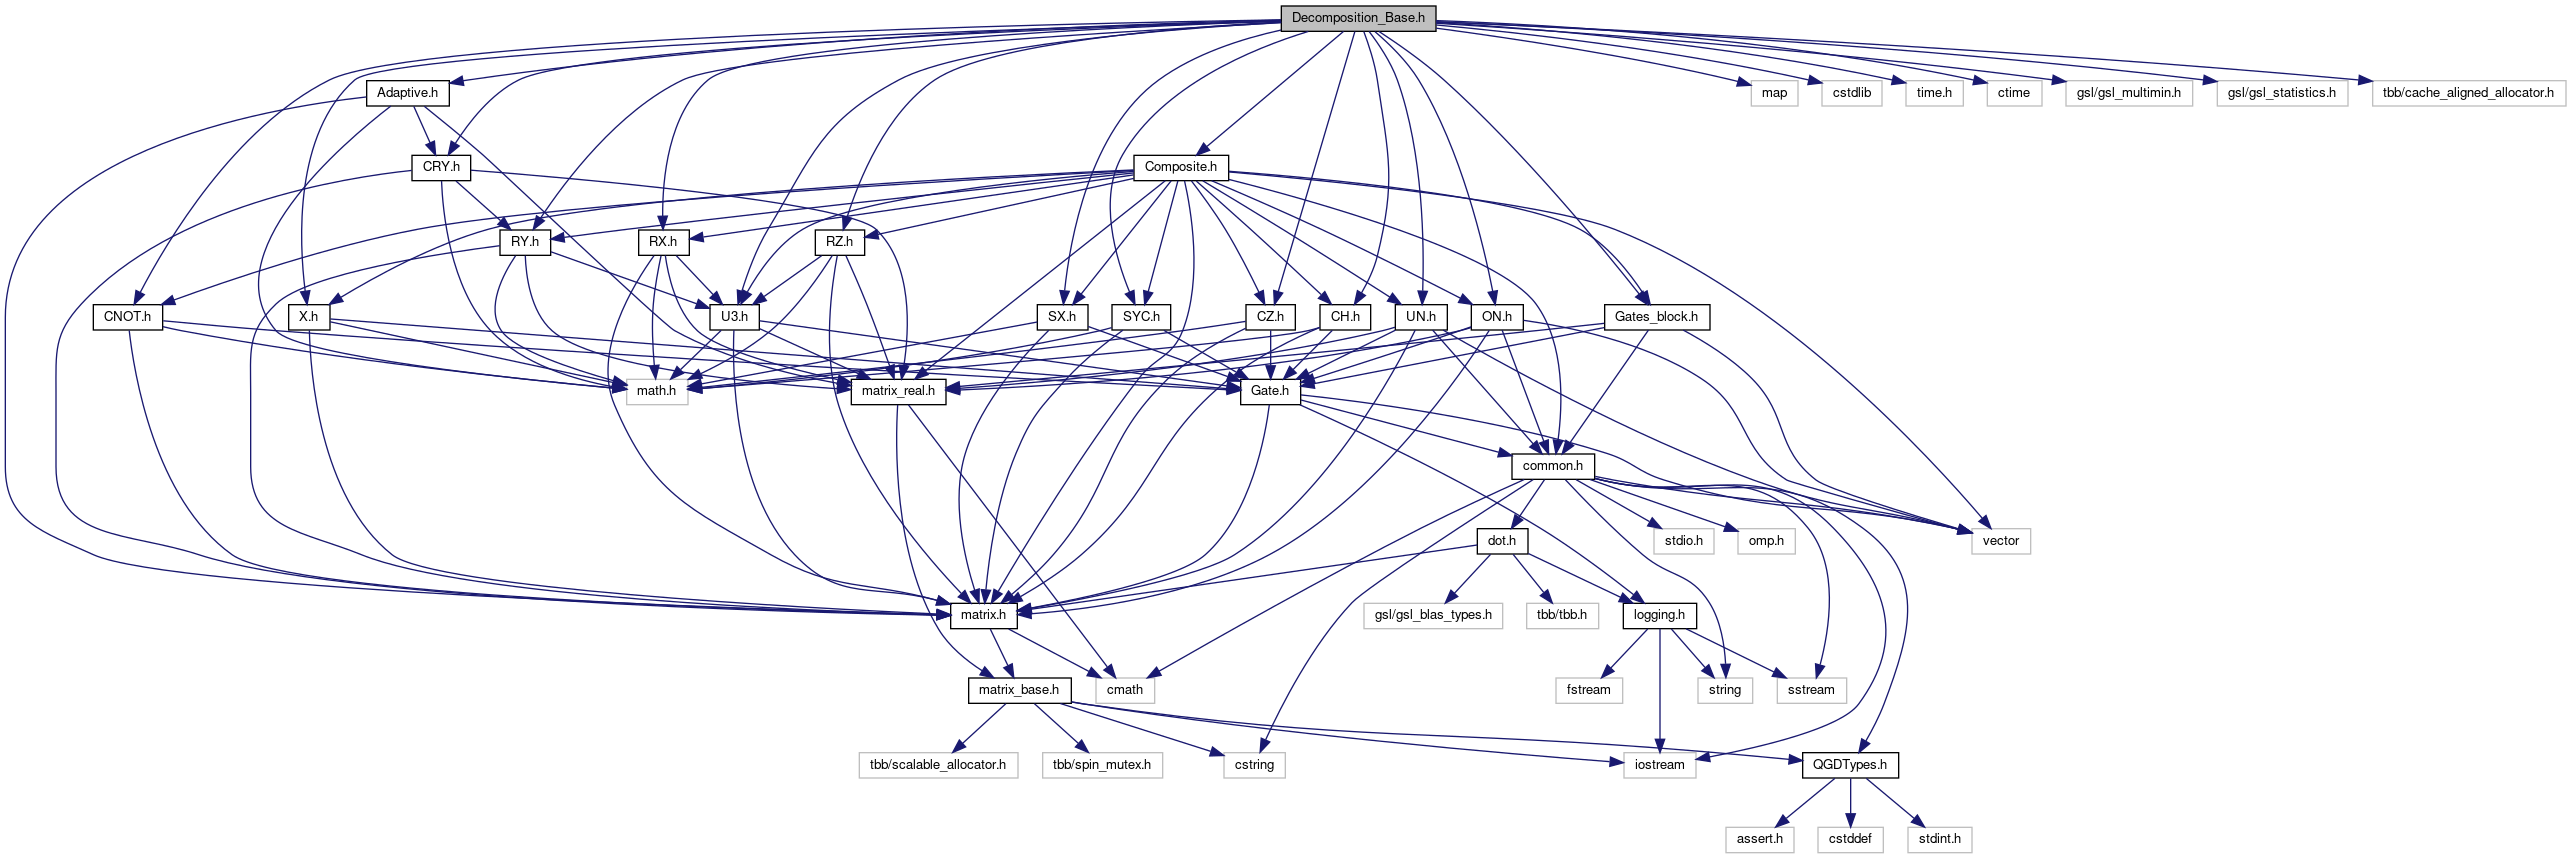 Decomposition_Base.h
Adaptive.h
map
cstdlib
time.h
ctime
gsl/gsl_multimin.h
gsl/gsl_statistics.h
tbb/cache_aligned_allocator.h
CRY.h
Composite.h
RY.h
RX.h
RZ.h
CNOT.h
X.h
U3.h
SX.h
SYC.h
CZ.h
CH.h
UN.h
ON.h
Gates_block.h
math.h
matrix_real.h
Gate.h
common.h
dot.h
stdio.h
omp.h
vector
matrix.h
gsl/gsl_blas_types.h
tbb/tbb.h
logging.h
matrix_base.h
cmath
fstream
string
sstream
tbb/scalable_allocator.h
tbb/spin_mutex.h
cstring
iostream
QGDTypes.h
assert.h
cstddef
stdint.h